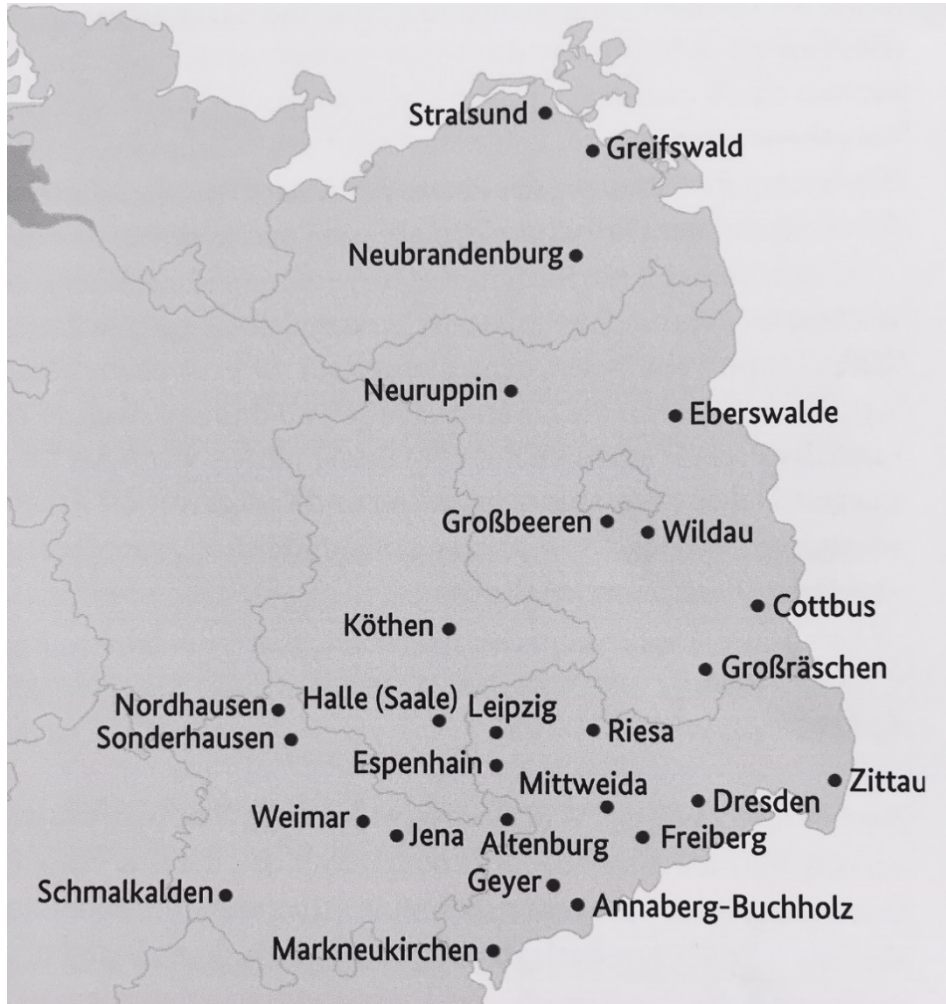 Stralsund
Greifswald
Neubrandenburg
Neuruppin
Eberswalde
Großbeeren
Wildau
Cottbus
Köthen
Großräschen
Nordhausen
Halle (Saale)
Leipzig
Sonderhausen
Riesa
Espenhain
Mittweida
Zittau
Dresden
Weimar
Jena
Altenburg
Freiberg
Geyer
Schmalkalden
Annaberg-Buchholz
Markneukirchen